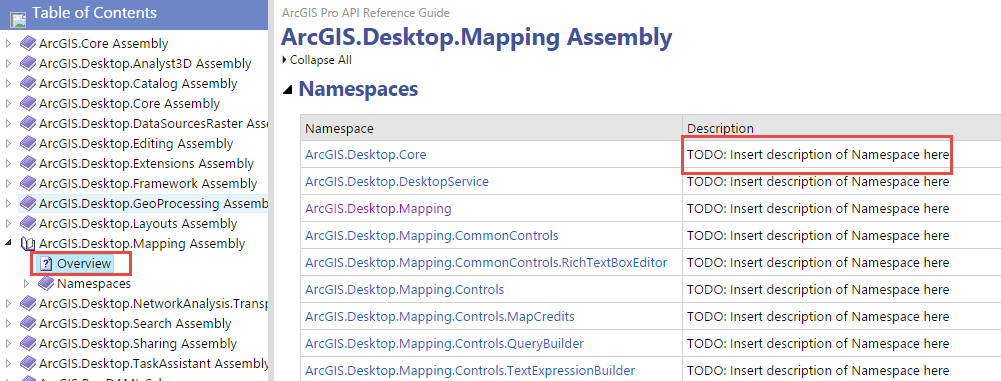 Table of Contents
ArcGIS.Core Assembly
ArcGIS.Desktop.Analyst3D Assembly
ArcGIS.Desktop.Catalog Assembly
ArcGIS.Desktop.Core Assembly
ArcGIS.Desktop.DataSourcesRaster Asse
ArcGIS.Desktop.Editing Assembly
ArcGIS.Desktop.Extensions Assembly
ArcGIS.Desktop.Framework Assembly
ArcGIS.Desktop.GeoProcessing Assemb
ArcGIS.Desktop.Layouts Assembly
ArcGIS.Desktop.Mapping Assembly
Overview
Namespaces
ArcGIS.Desktop.NetworkAnalysis.Transp
ArcGIS.Desktop.Search Assembly
ArcGIS.Desktop.Sharing Assembly
ArcGIS.Desktop.TaskAssistant Assembly
ArcGIS Pro API Reference Guide
ArcGIS.Desktop.Mapping Assembly
Collapse All
Namespaces
Namespace Description
ArcGIS.Desktop.Core TODO: Insert description of Namespace here
ArcGIS.Desktop.DesktopService TODO: Insert description of Namespace here
ArcGIS.Desktop.Mapping TODO: Insert description of Namespace here
ArcGIS.Desktop.Mapping.CommonControls TODO: Insert description of Namespace here
ArcGIS.Desktop.Mapping.CommonControls.RichTextBoxEditor TODO: Insert description of Namespace here
ArcGIS.Desktop.Mapping.Controls TODO: Insert description of Namespace here
ArcGIS.Desktop.Mapping.Controls.MapCredits TODO: Insert description of Namespace here
ArcGIS.Desktop.Mapping.Controls.QueryBuilder TODO: Insert description of Namespace here
ArcGIS.Desktop.Mapping.Controls.TextExpressionBuilder TODO: Insert description of Namespace here